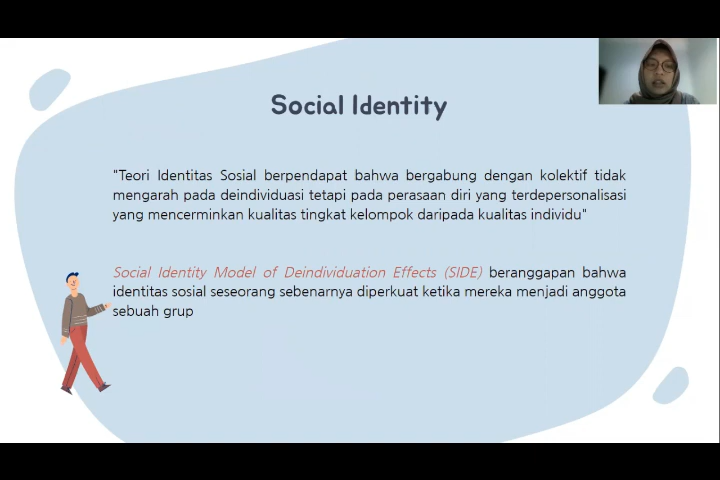 Social Identity
"Teori Identitas Sosial berpendapat bahwa bergabung dengan kolektif tidak
mengarah pada deindividuasi tetapi pada perasaan diri yang terdepersonalisasi
yang mencerminkan kualitas tingkat kelompok daripada kualitas individu"
Social Identity Model of Deindividuation Effects (SIDE) beranggapan bahwa
identitas sosial seseorang sebenarnya diperkuat ketika mereka menjadi anggota
sebuah grup